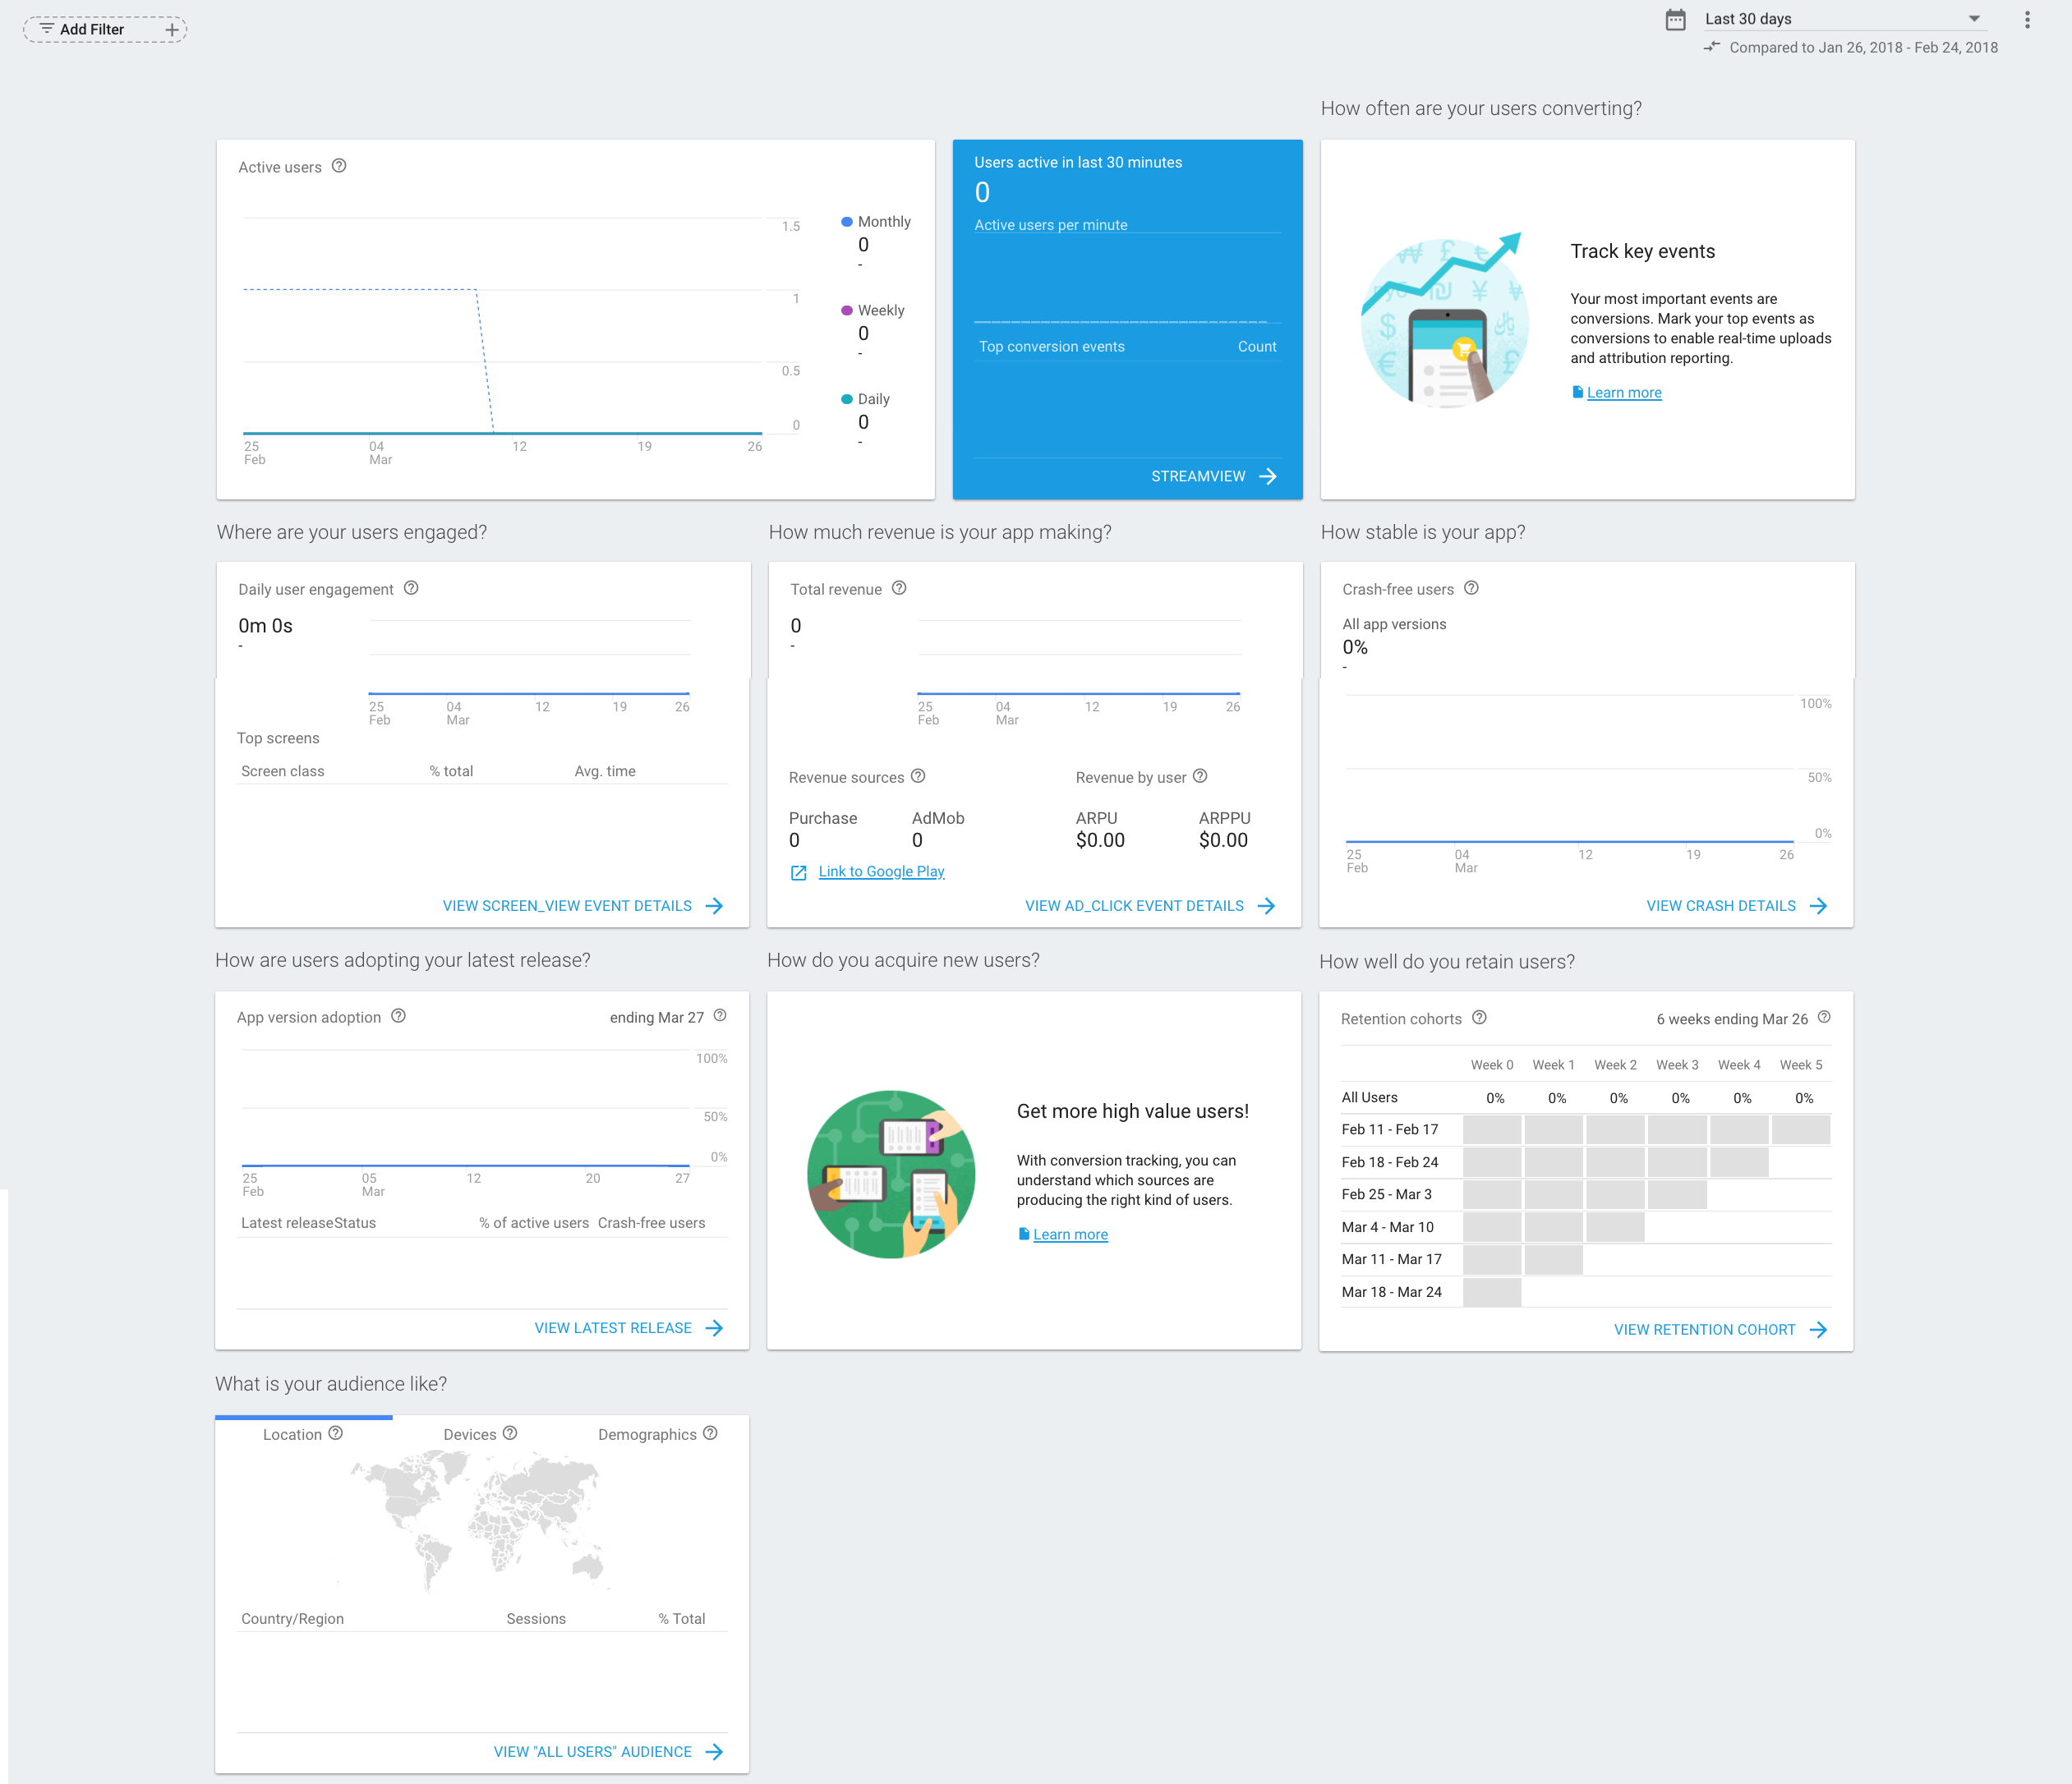 Add Filter
Last 30 days
Compared to Jan 26, 2018 - Feb 24, 2018
How often are your users converting?
Active users
1.5
1
0.5
0
25
Feb
04
Mar
12
19
26
Monthly
0
-
Weekly
0
-
Daily
0
-
Users active in last 30 minutes
0
Active users per minute
Top conversion events Count
STREAMVIEW
Track key events
Your most important events are
conversions. Mark your top events as
conversions to enable real-time uploads
and attribution reporting.
Learn more
Where are your users engaged?
Daily user engagement
0m 0s
-
25
Feb
04
Mar
12
19
26
Top screens
Screen class % total Avg. time
VIEW SCREEN_VIEW EVENT DETAILS
How much revenue is your app making?
Total revenue
0
-
25
Feb
04
Mar
12
19
26
Revenue sources
Purchase AdMob
0 0
Link to Google Play
Revenue by user
ARPU ARPPU
$0.00 $0.00
VIEW AD_CLICK EVENT DETAILS
How stable is your app?
Crash-free users
All app versions
0%
-
100%
50%
0%
25
Feb
04
Mar
12
19
26
VIEW CRASH DETAILS
How are users adopting your latest release?
App version adoption ending Mar 27
100%
50%
0%
25
Feb
05
Mar
12
20
27
Latest release Status % of active users Crash-free users
VIEW LATEST RELEASE
How do you acquire new users?
Get more high value users!
With conversion tracking, you can
understand which sources are
producing the right kind of users.
Learn more
How well do you retain users?
Retention cohorts 6 weeks ending Mar 26
Week 0 Week 1 Week 2 Week 3 Week 4 Week 5
All Users 0% 0% 0% 0% 0% 0%
Feb 11 - Feb 17
Feb 18 - Feb 24
Feb 25 - Mar 3
Mar 4 - Mar 10
Mar 11 - Mar 17
Mar 18 - Mar 24
VIEW RETENTION COHORT
What is your audience like?
Location Devices Demographics
Country/Region Sessions % Total
VIEW "ALL USERS" AUDIENCE